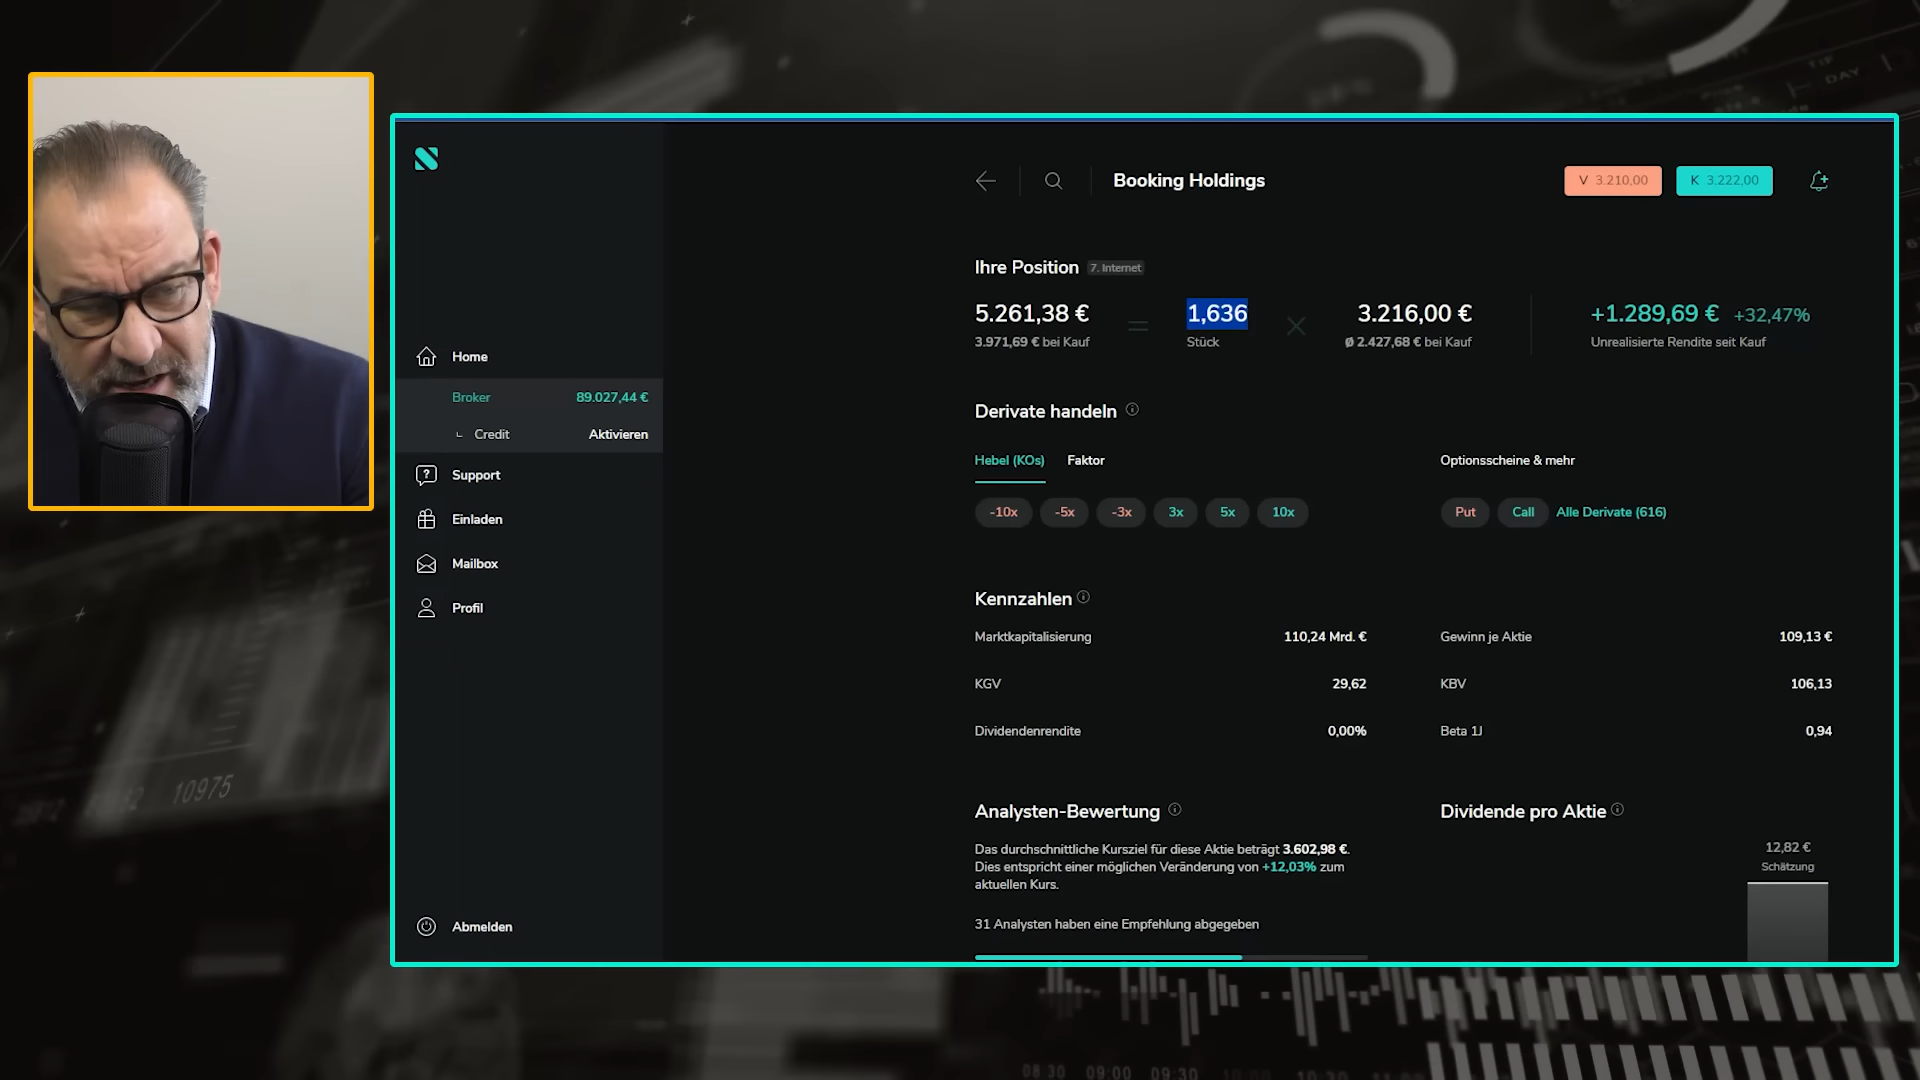 Booking Holdings
V 3.210,00
K 3.222,00
Ihre Position 7. Internet
5.261,38 €
3.971,69 € bei Kauf
=
1,636
Stück
×
3.216,00 €
Ø 2.427,68 € bei Kauf
+1.289,69 € +32,47%
Unrealisierte Rendite seit Kauf
Home
Broker 89.027,44 €
Credit Aktivieren
Support
Einladen
Mailbox
Profil
Abmelden
Derivate handeln
Hebel (KOs) Faktor
-10x -5x -3x 3x 5x 10x
Optionsscheine & mehr
Put Call Alle Derivate (616)
Kennzahlen
Marktkapitalisierung 110,24 Mrd. €
Gewinn je Aktie 109,13 €
KGV 29,62
KBV 106,13
Dividendenrendite 0,00%
Beta 1J 0,94
Analysten-Bewertung
Das durchschnittliche Kursziel für diese Aktie beträgt 3.602,98 €.
Dies entspricht einer möglichen Veränderung von +12,03% zum
aktuellen Kurs.
31 Analysten haben eine Empfehlung abgegeben
Dividende pro Aktie
12,82 €
Schätzung
10975
TIF
DAY
08:30 09:00 09:30